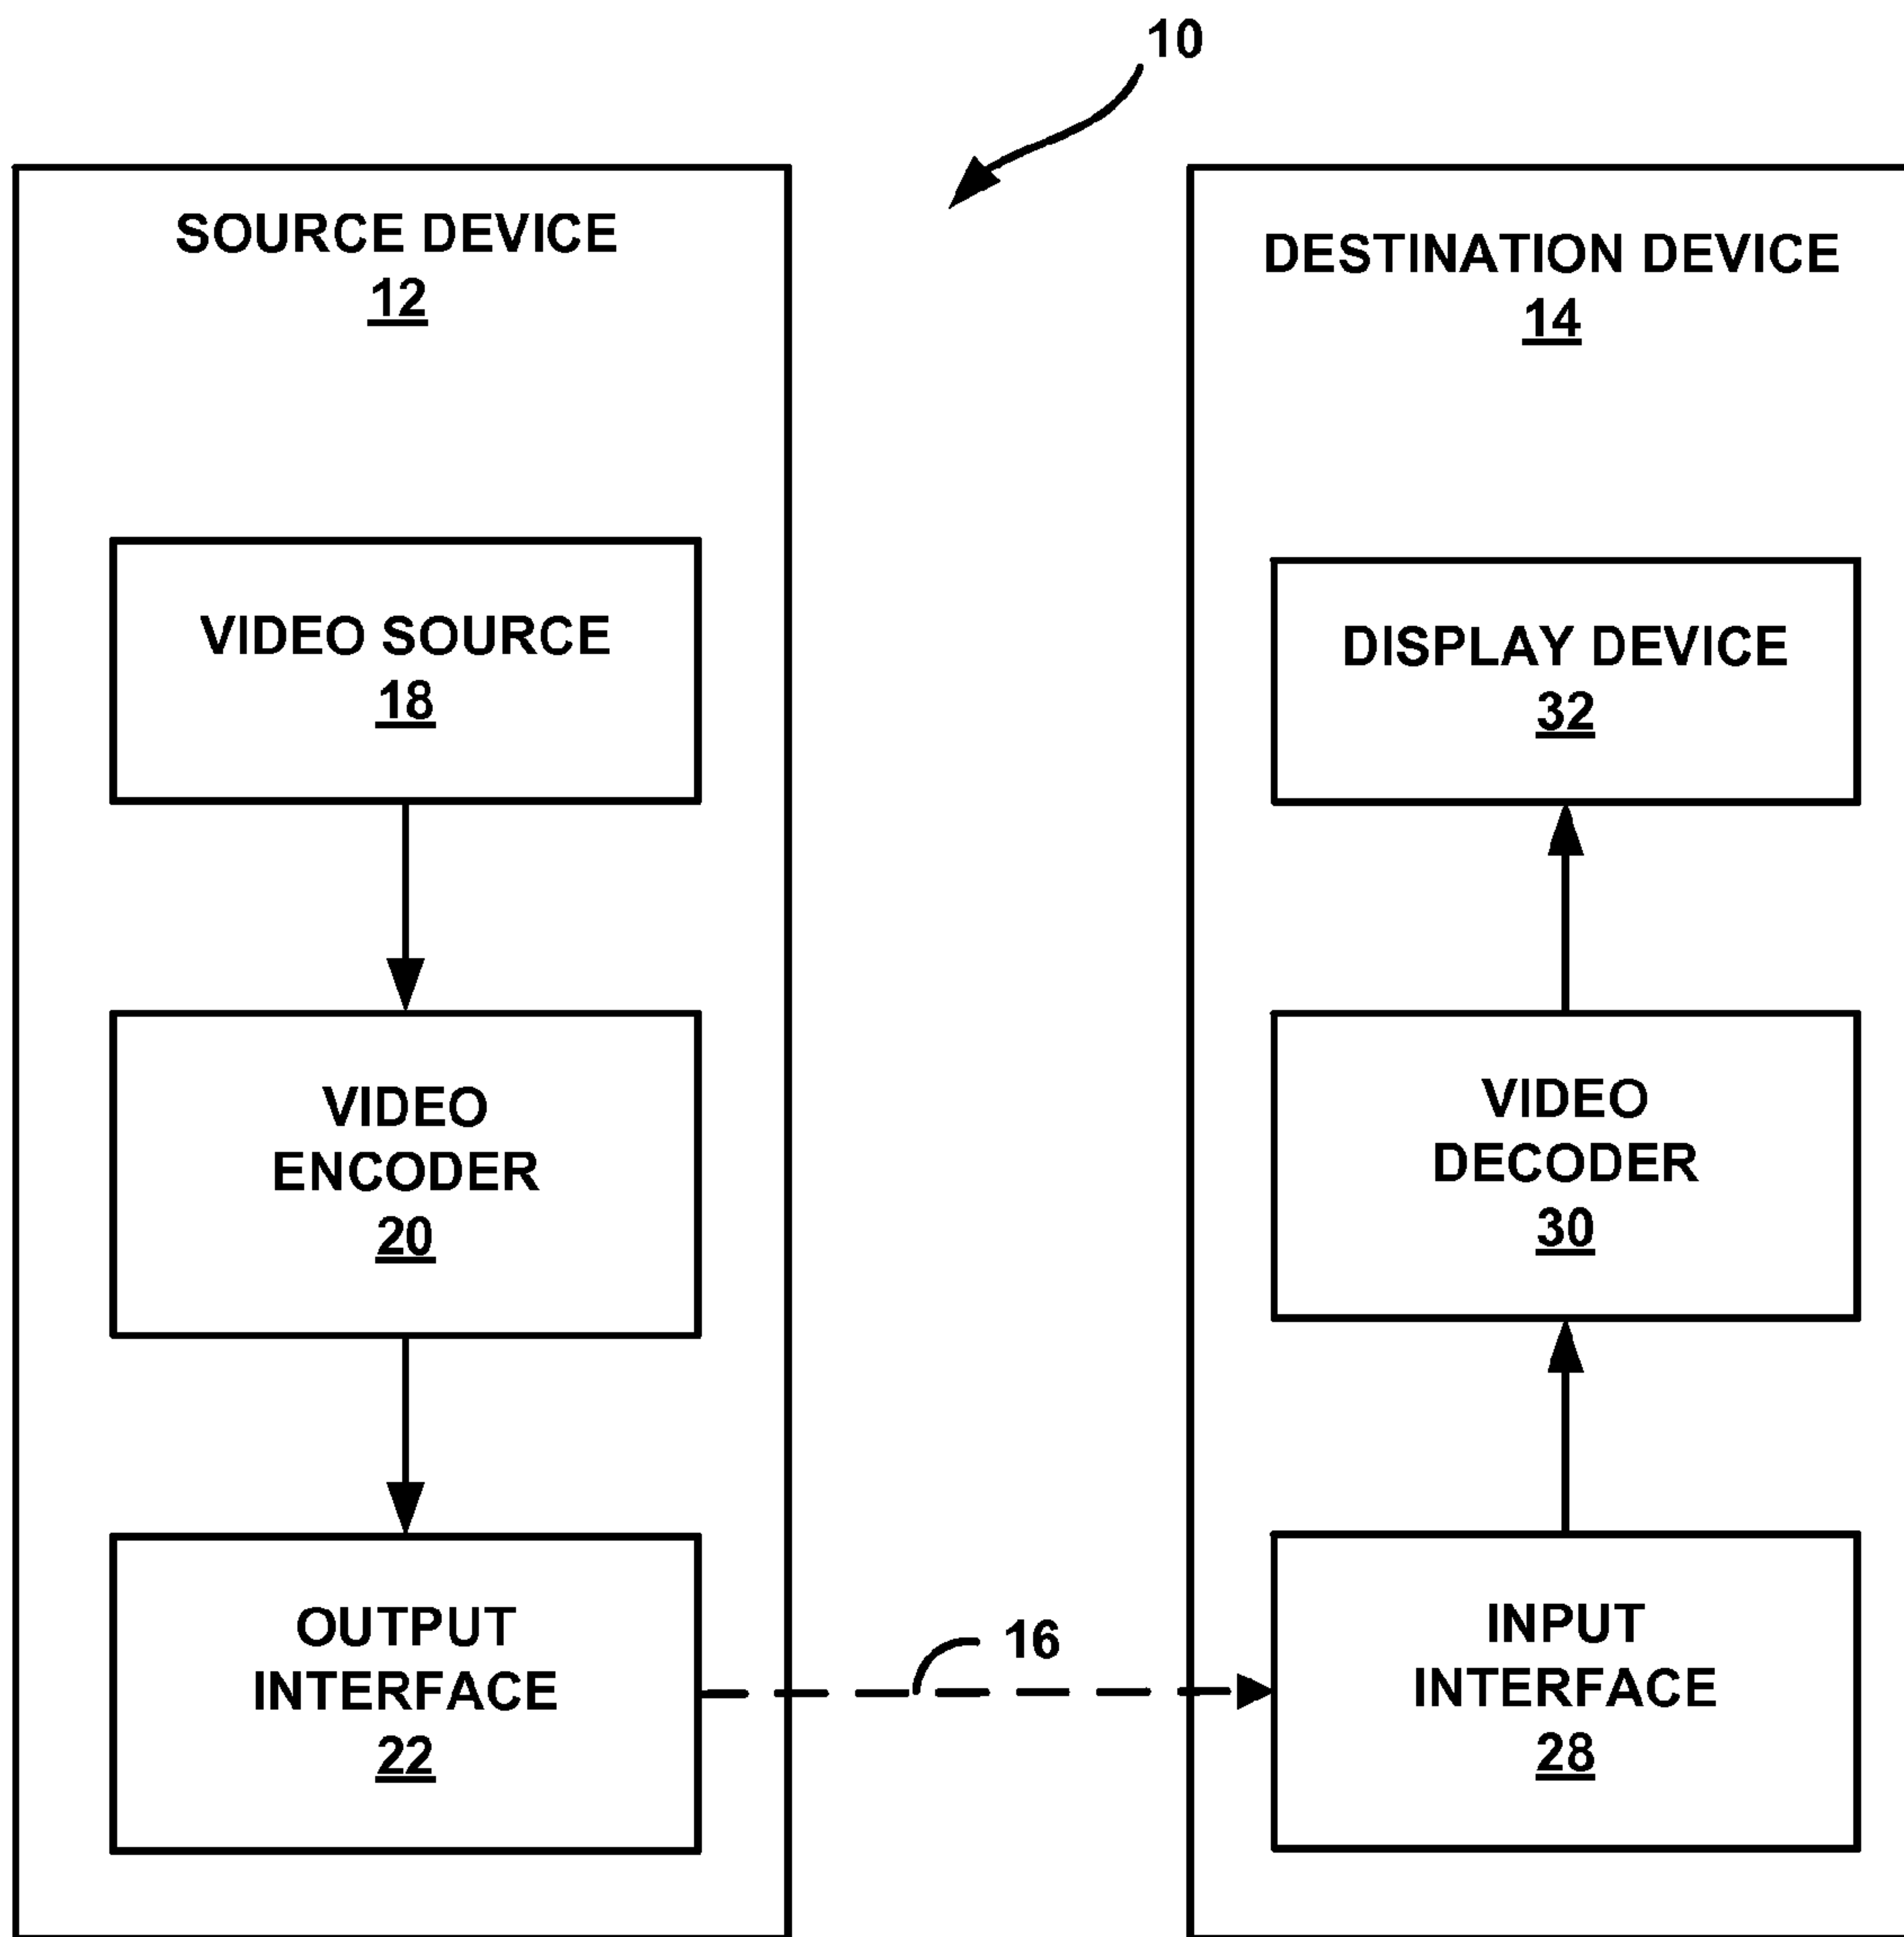 10
SOURCE DEVICE
12
VIDEO SOURCE
18
VIDEO
ENCODER
20
OUTPUT
INTERFACE
22
16
DESTINATION DEVICE
14
DISPLAY DEVICE
32
VIDEO
DECODER
30
INPUT
INTERFACE
28